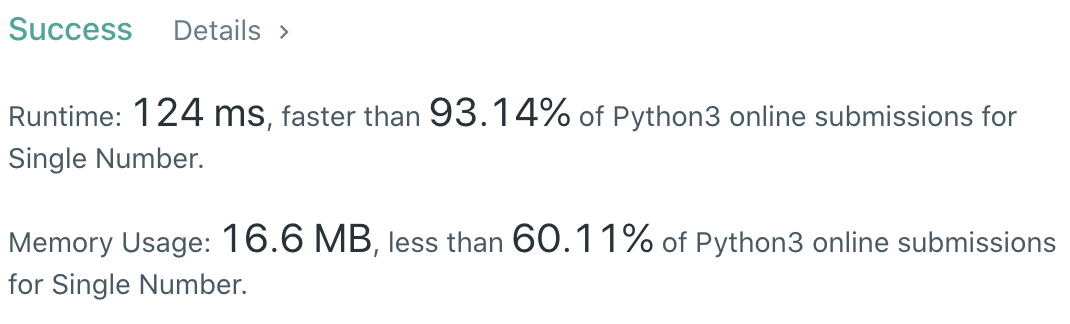 Success Details >
Runtime: 124 ms, faster than 93.14% of Python3 online submissions for
Single Number.
Memory Usage: 16.6 MB, less than 60.11% of Python3 online submissions
for Single Number.